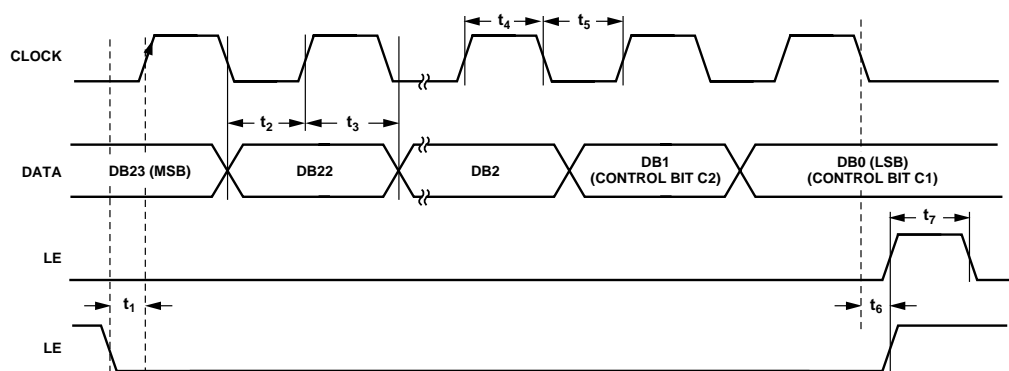 t4 t5
CLOCK
t2 t3
DATA DB23 (MSB) DB22 DB2 DB1 (CONTROL BIT C2) DB0 (LSB) (CONTROL BIT C1)
t7
LE
t1 t6
LE